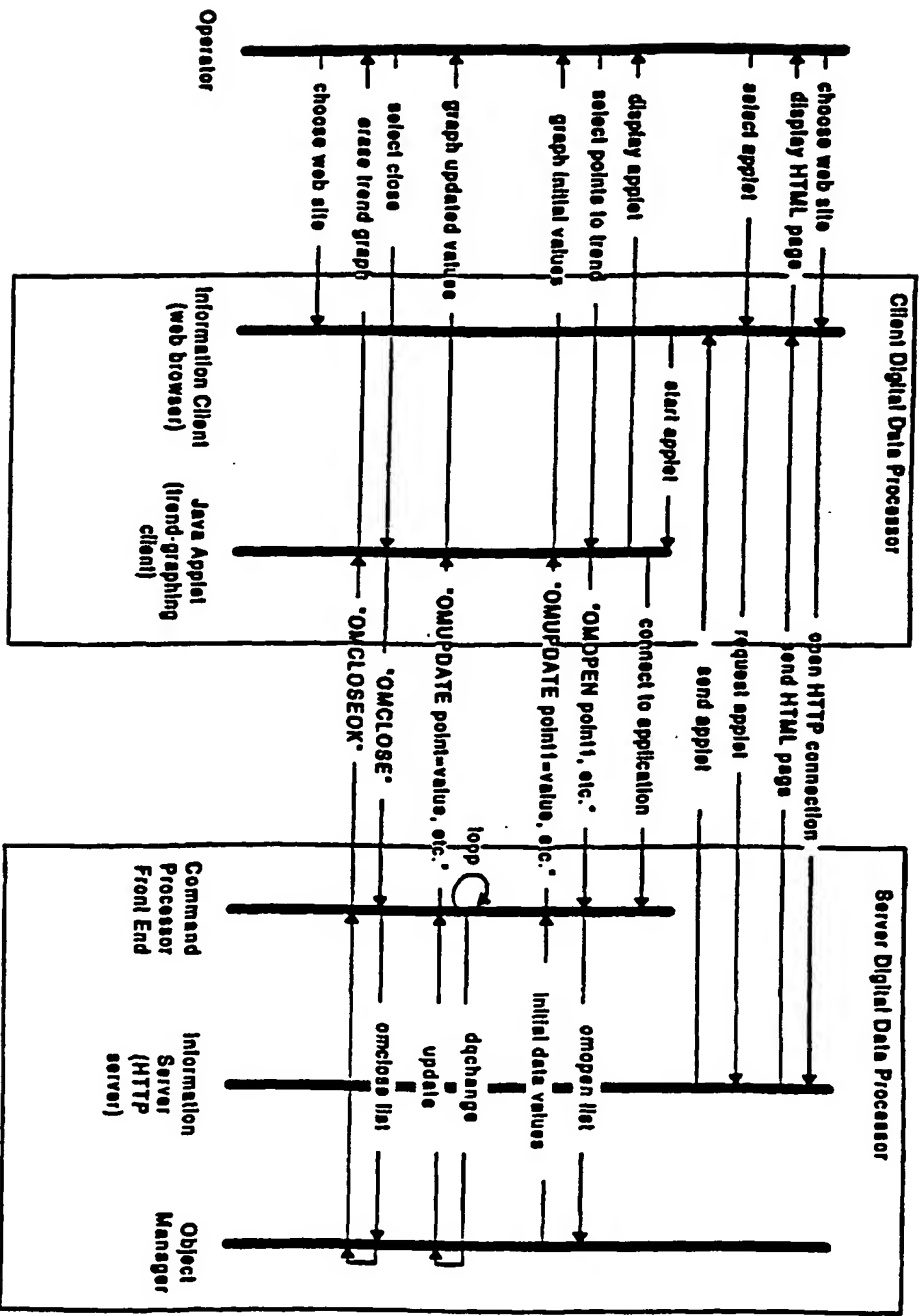 Client Digital Data Processor
Server Digital Data Processor
choose web site
open HTTP connection
display HTML page
send HTML page
select applet
request applet
send applet
start applet
connect to application
display applet
select points to trend
"OMOPEN point1, etc."
omopen list
graph initial values
"OMUPDATE point1=value, etc."
initial data values
loop
dqchange
graph updated values
"OMUPDATE point=value, etc."
update
select close
"OMCLOSE"
omclose list
erase trend graph
"OMCLOSEOK"
choose web site
Operator
Information Client
(web browser)
Java Applet
(trend-graphing
client)
Command
Processor
Front End
Information
Server
(HTTP
server)
Object
Manager